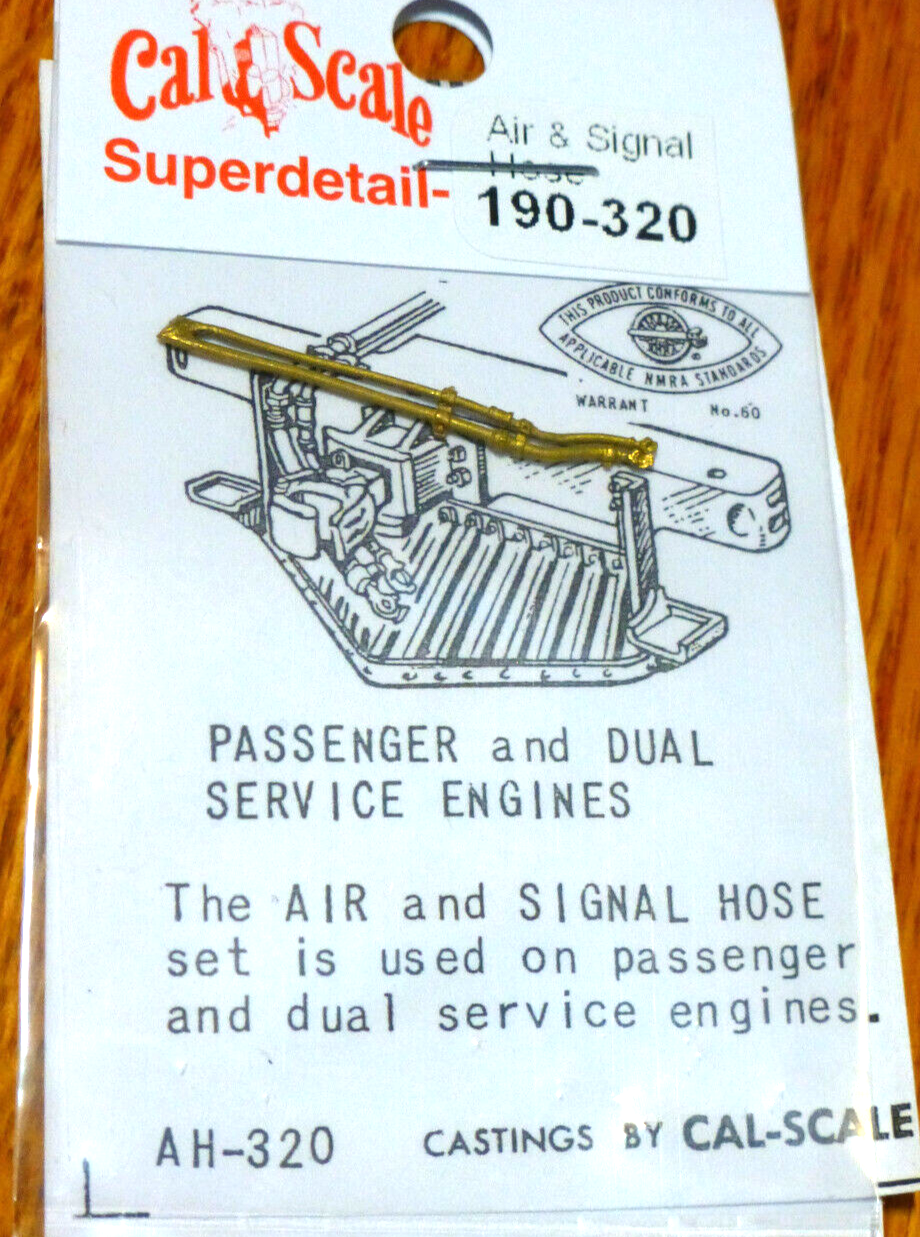 Cal Scale
Superdetail-
Air & Signal
Hose
190-320
THIS PRODUCT CONFORMS TO ALL
APPLICABLE NMRA STANDARDS
®
WARRANT No.60
PASSENGER and DUAL
SERVICE ENGINES
The AIR and SIGNAL HOSE
set is used on passenger
and dual service engines.
AH-320 CASTINGS BY CAL-SCALE